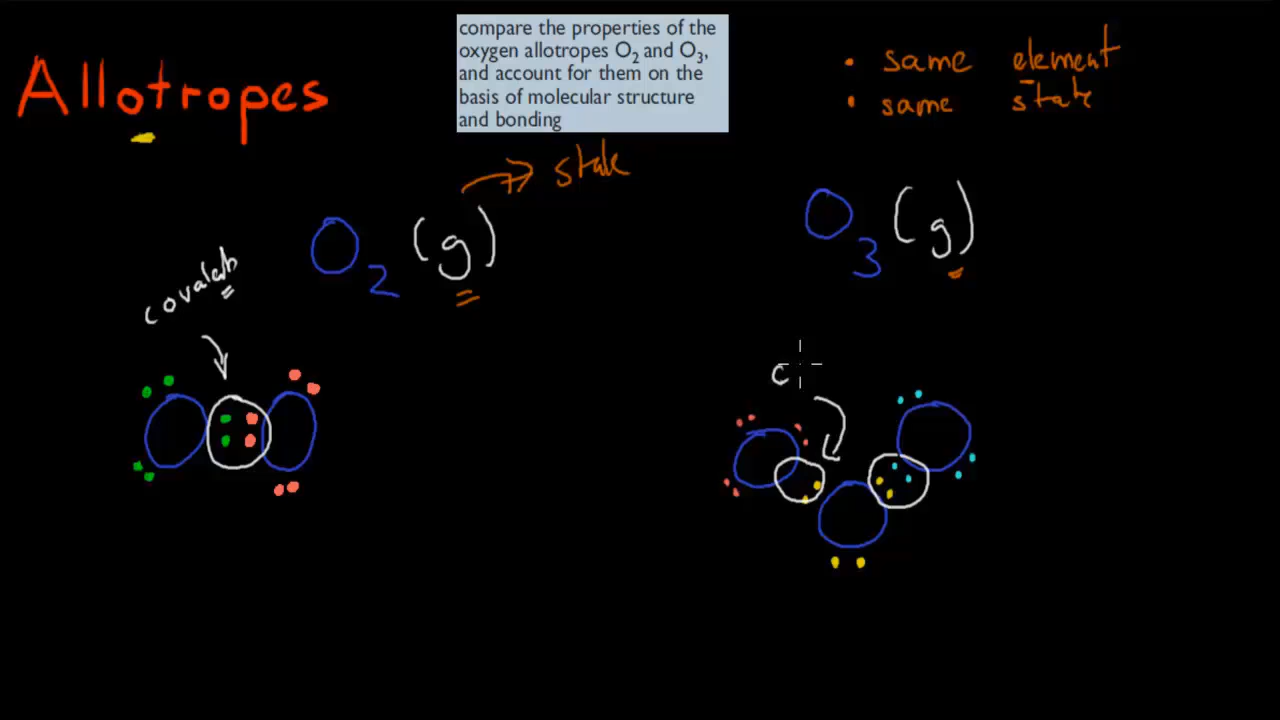 Allotropes
compare the properties of the
oxygen allotropes O₂ and O₃,
and account for them on the
basis of molecular structure
and bonding
• same element
• same state
state
O₂ (g)
O₃ (g)
covalent
c